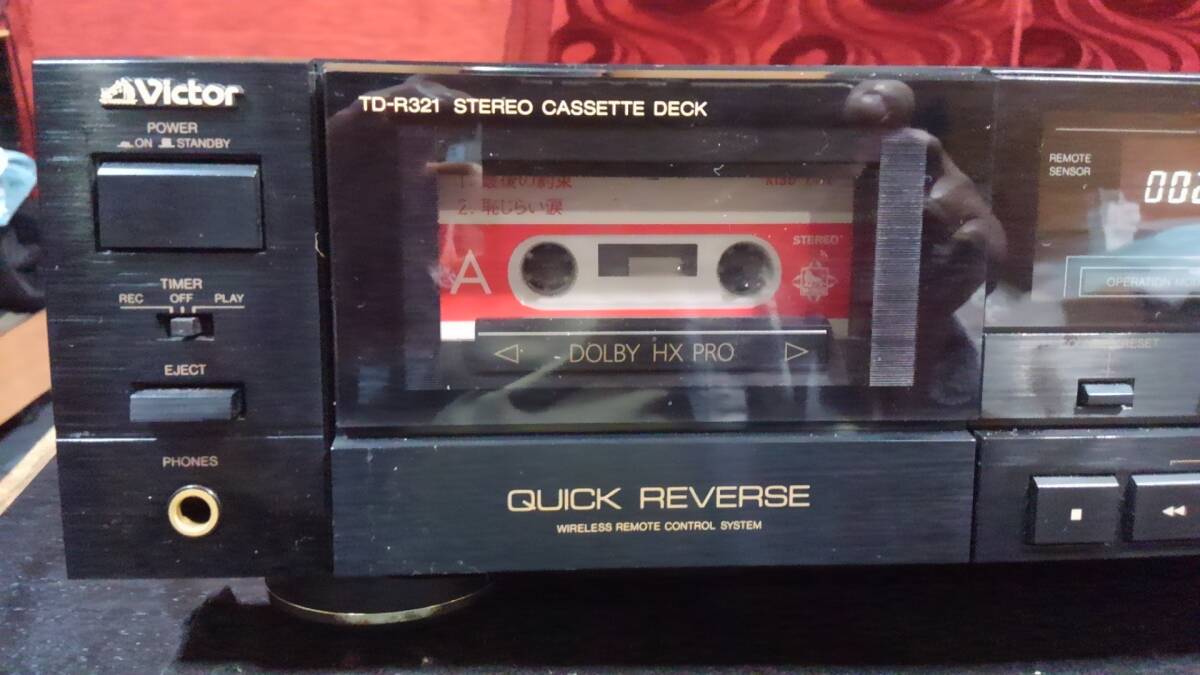 Victor
POWER
ON STANDBY
TIMER
REC OFF PLAY
EJECT
PHONES
TD-R321 STEREO CASSETTE DECK
1. 最後の約束
2. 恥じらい涙
A
STEREO
DOLBY HX PRO
QUICK REVERSE
WIRELESS REMOTE CONTROL SYSTEM
REMOTE
SENSOR
002
OPERATION
RESET